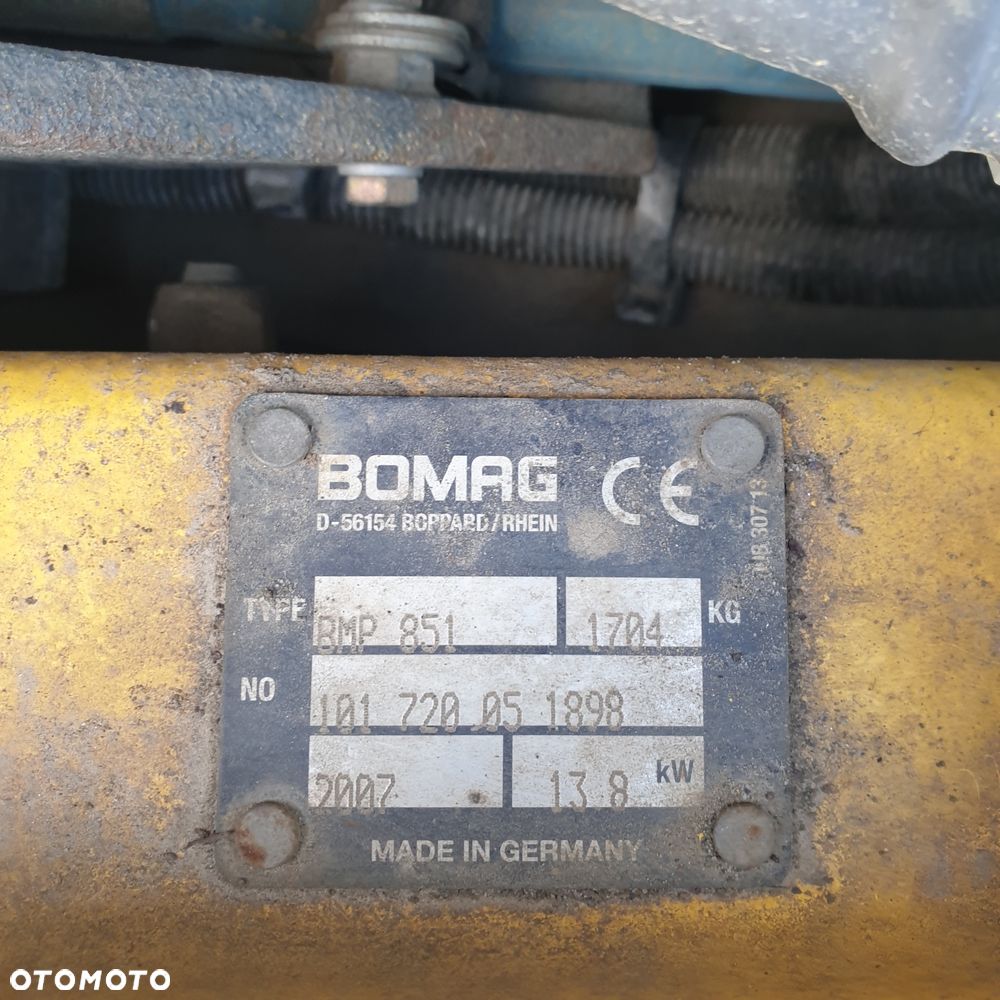 BOMAG CE
D-56154 BOPPARD/RHEIN
TYPE BMP 851 1704 KG
NO 101 720 05 1898
2007 13.8 kW
MADE IN GERMANY
OTOMOTO